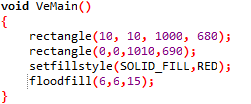 void VeMain()
{
rectangle(10, 10, 1000, 680);
rectangle(0,0,1010,690);
setfillstyle(SOLID_FILL,RED);
floodfill(6,6,15);
}